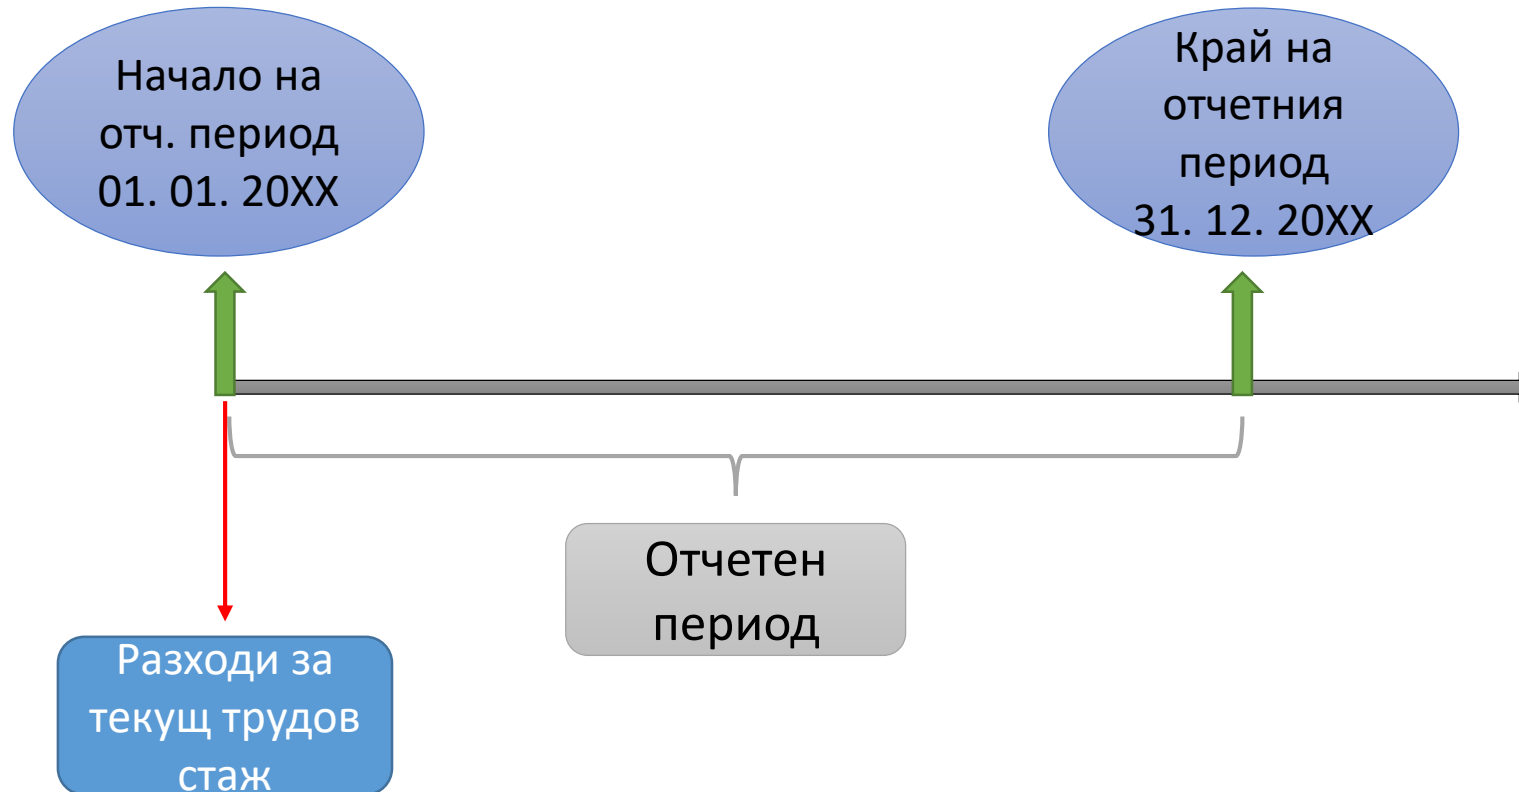 Начало на
отч. период
01. 01. 20XX
Край на
отчетния
период
31. 12. 20XX
Отчетен
период
Разходи за
текущ трудов
стаж